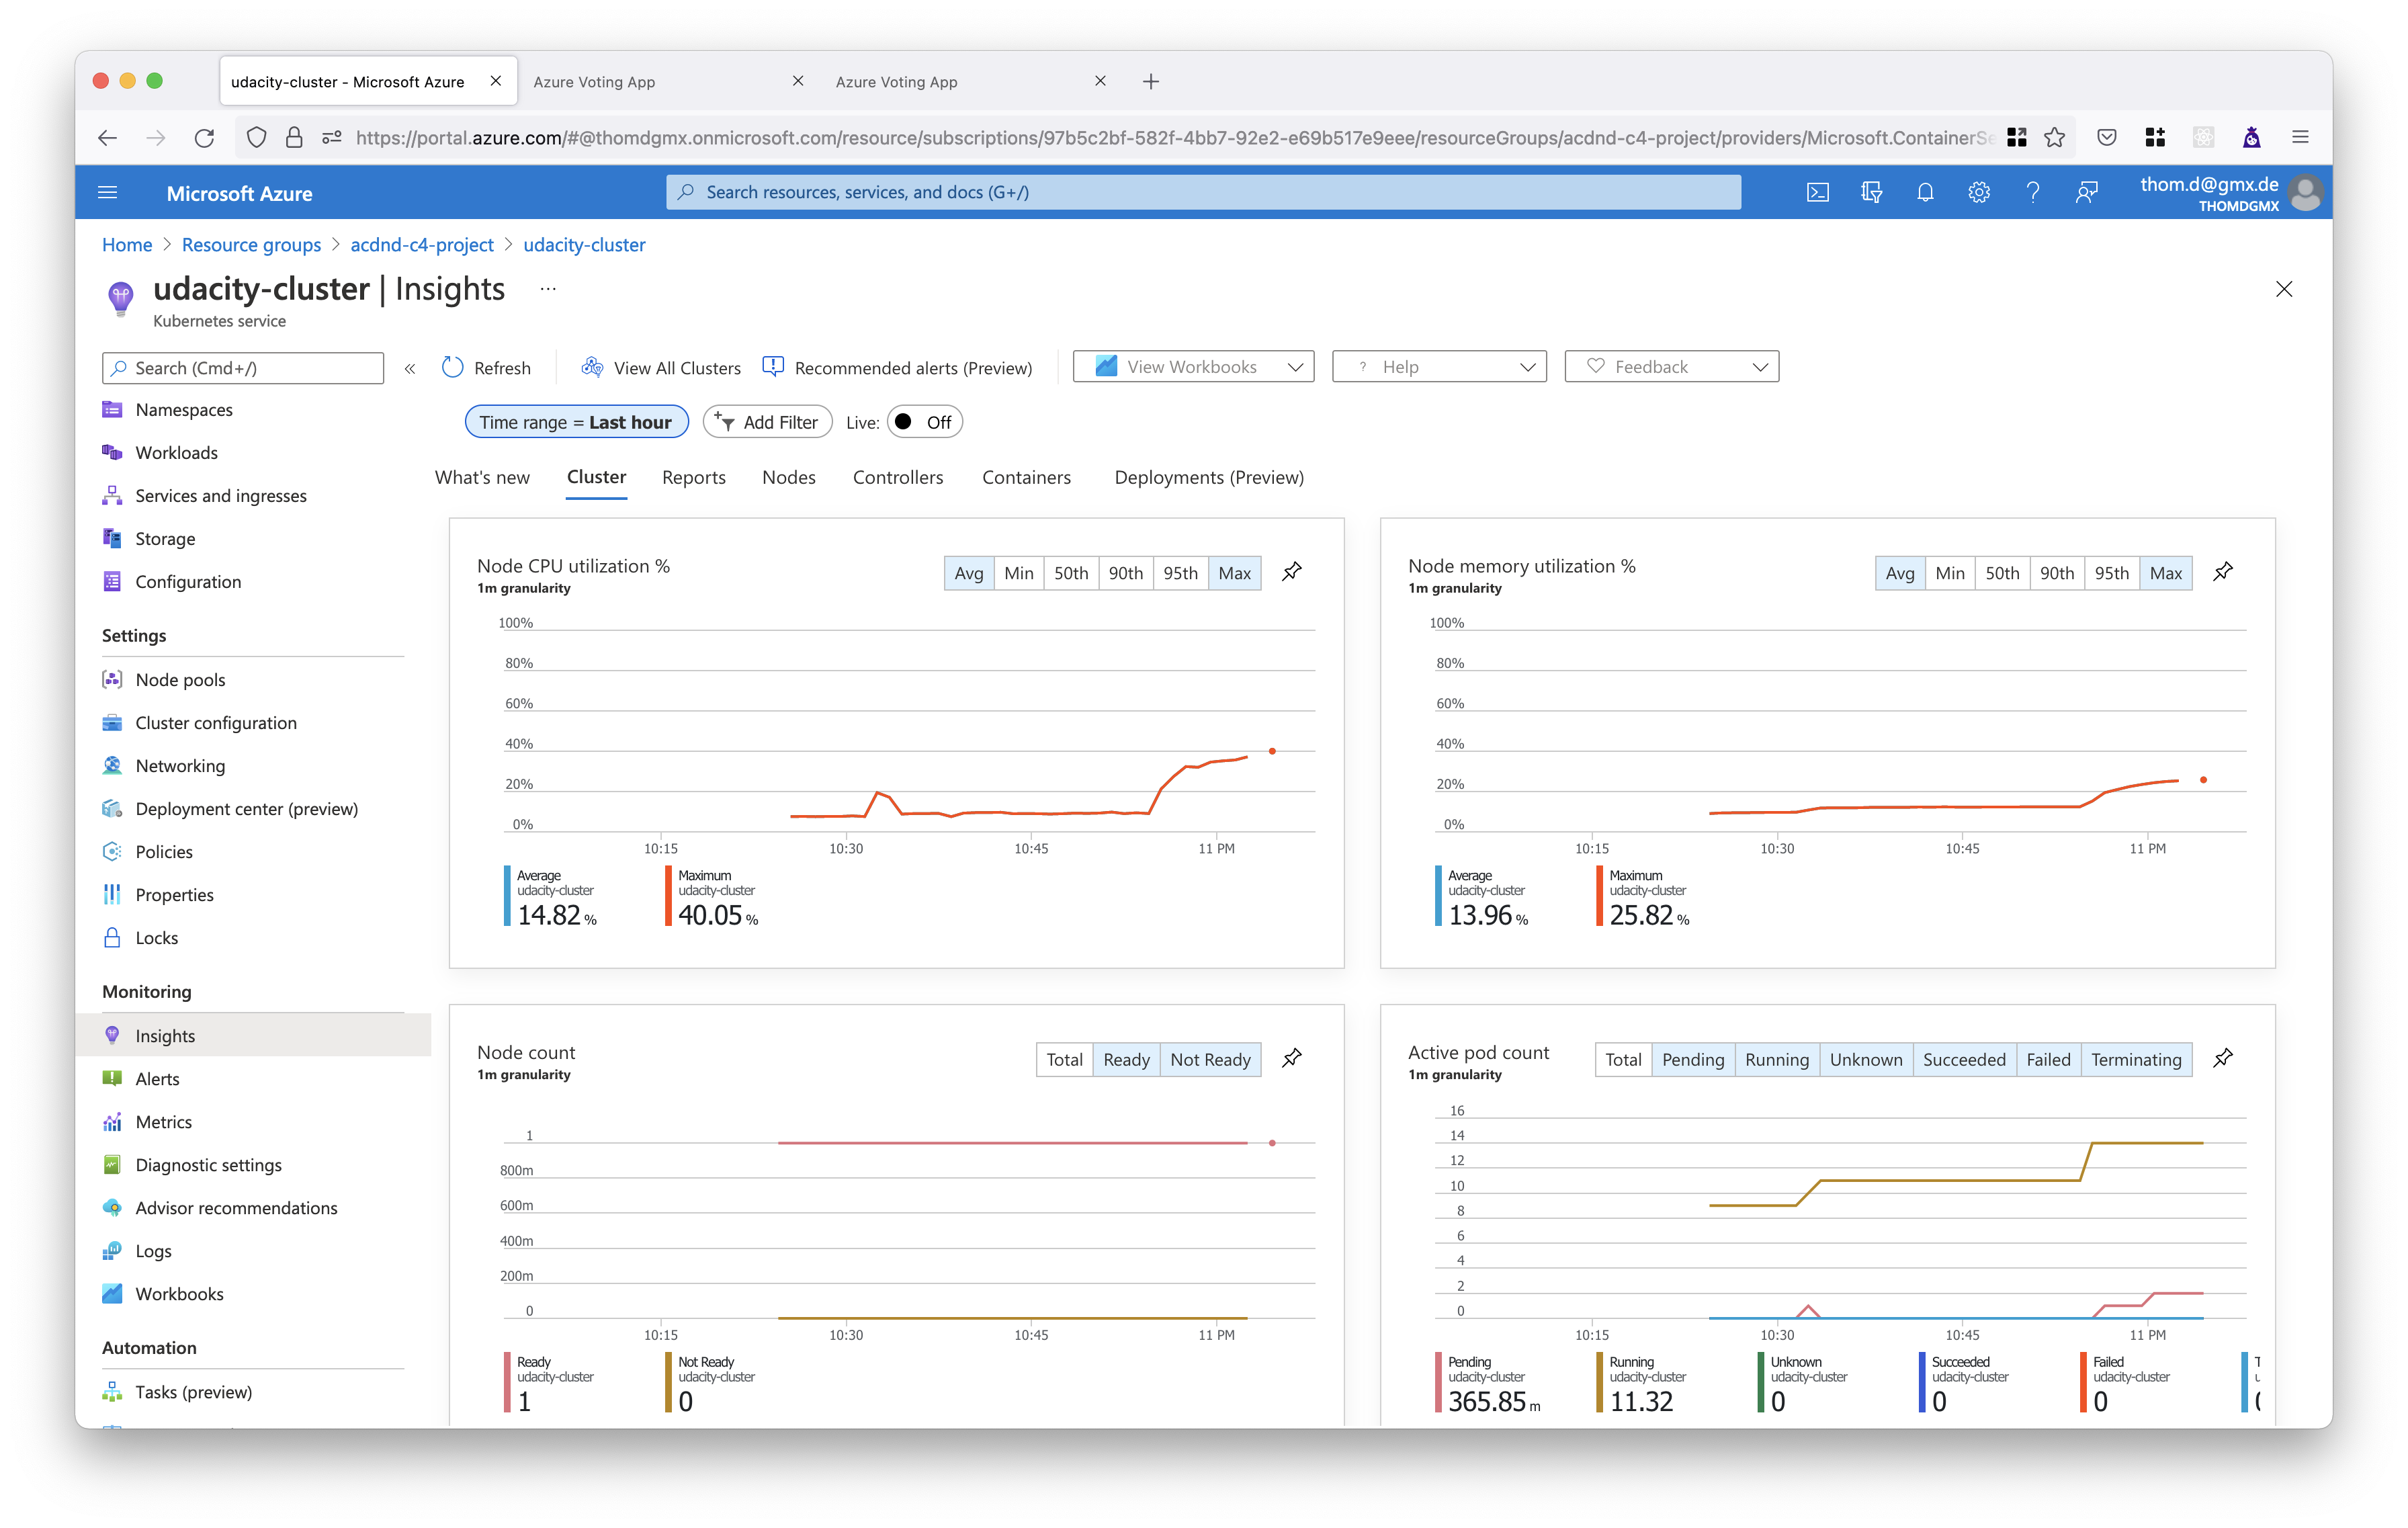 udacity-cluster - Microsoft Azure
Azure Voting App
Azure Voting App
https://portal.azure.com/#@thomdgmx.onmicrosoft.com/resource/subscriptions/97b5c2bf-582f-4bb7-92e2-e69b517e9eee/resourceGroups/acdnd-c4-project/providers/Microsoft.ContainerSe
Microsoft Azure
Search resources, services, and docs (G+/)
thom.d@gmx.de
THOMDGMX
Home > Resource groups > acdnd-c4-project > udacity-cluster
udacity-cluster | Insights ...
Kubernetes service
Search (Cmd+/)
«
Refresh
View All Clusters
Recommended alerts (Preview)
View Workbooks
? Help
Feedback
Namespaces
Workloads
Services and ingresses
Storage
Configuration
Settings
Node pools
Cluster configuration
Networking
Deployment center (preview)
Policies
Properties
Locks
Monitoring
Insights
Alerts
Metrics
Diagnostic settings
Advisor recommendations
Logs
Workbooks
Automation
Tasks (preview)
Time range = Last hour
Add Filter
Live: Off
What's new
Cluster
Reports
Nodes
Controllers
Containers
Deployments (Preview)
Node CPU utilization %
1m granularity
Avg Min 50th 90th 95th Max
100%
80%
60%
40%
20%
0%
10:15 10:30 10:45 11 PM
Average
udacity-cluster
14.82 %
Maximum
udacity-cluster
40.05 %
Node memory utilization %
1m granularity
Avg Min 50th 90th 95th Max
100%
80%
60%
40%
20%
0%
10:15 10:30 10:45 11 PM
Average
udacity-cluster
13.96 %
Maximum
udacity-cluster
25.82 %
Node count
1m granularity
Total Ready Not Ready
1
800m
600m
400m
200m
0
10:15 10:30 10:45 11 PM
Ready
udacity-cluster
1
Not Ready
udacity-cluster
0
Active pod count
1m granularity
Total Pending Running Unknown Succeeded Failed Terminating
16
14
12
10
8
6
4
2
0
10:15 10:30 10:45 11 PM
Pending
udacity-cluster
365.85 m
Running
udacity-cluster
11.32
Unknown
udacity-cluster
0
Succeeded
udacity-cluster
0
Failed
udacity-cluster
0